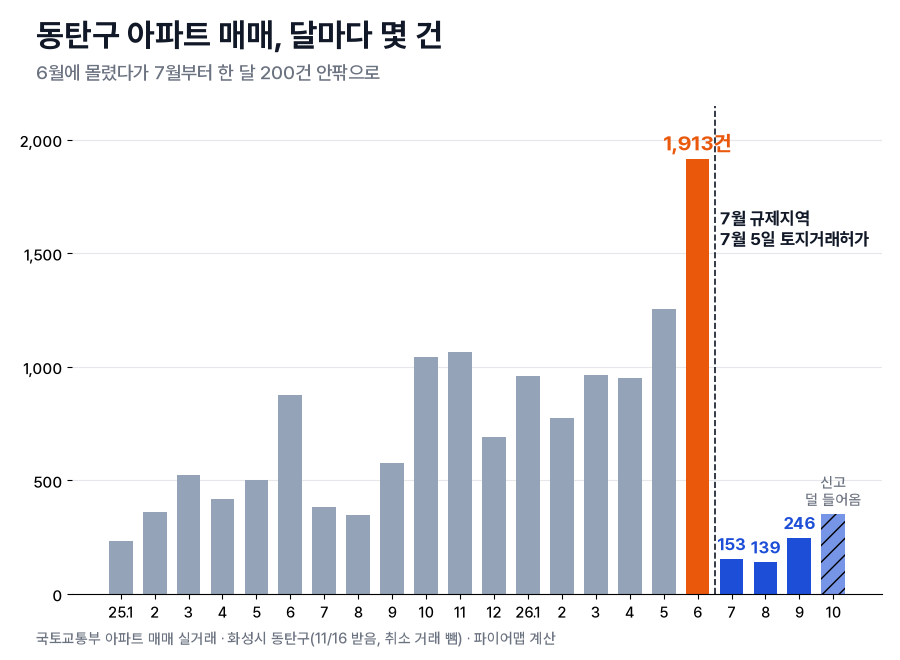 동탄구 아파트 매매, 달마다 몇 건
6월에 몰렸다가 7월부터 한 달 200건 안팎으로
2,000
1,913건
7월 규제지역
7월 5일 토지거래허가
1,500
1,000
500
신고
덜 들어옴
246
153
139
0
25.1 2 3 4 5 6 7 8 9 10 11 12 26.1 2 3 4 5 6 7 8 9 10
국토교통부 아파트 매매 실거래 · 화성시 동탄구(11/16 받음, 취소 거래 뺌) · 파이어맵 계산